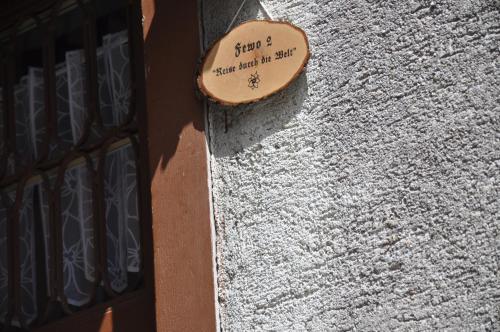 Fewo 2
"Reise durch die Welt"